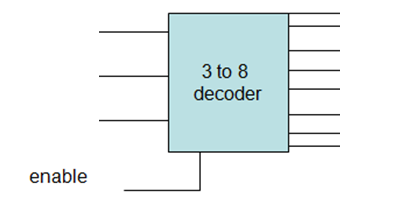 3 to 8
decoder
enable